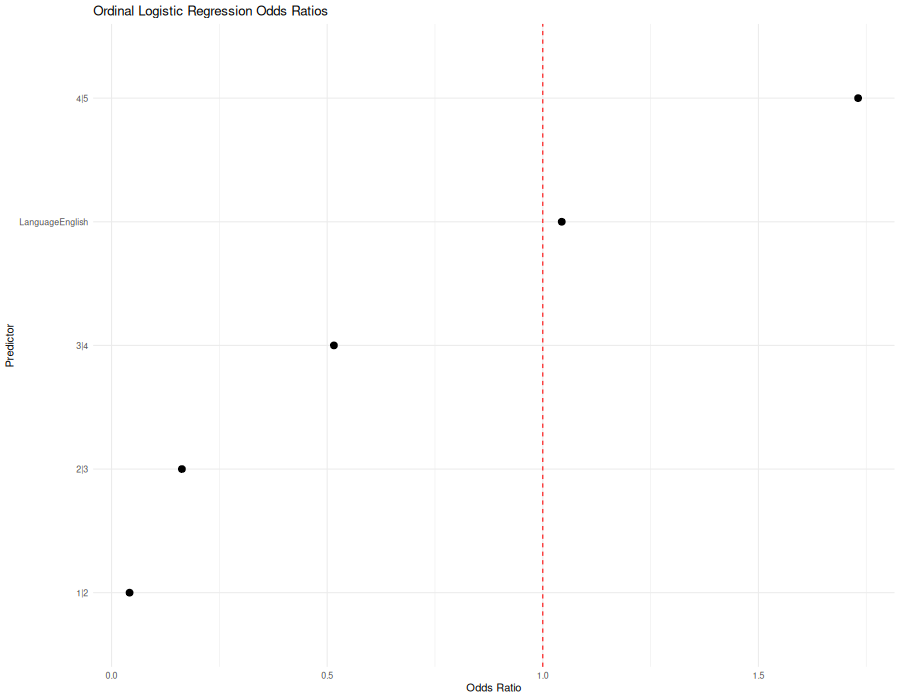 Ordinal Logistic Regression Odds Ratios
4|5
LanguageEnglish
3|4
2|3
1|2
Predictor
0.0
0.5
1.0
1.5
Odds Ratio